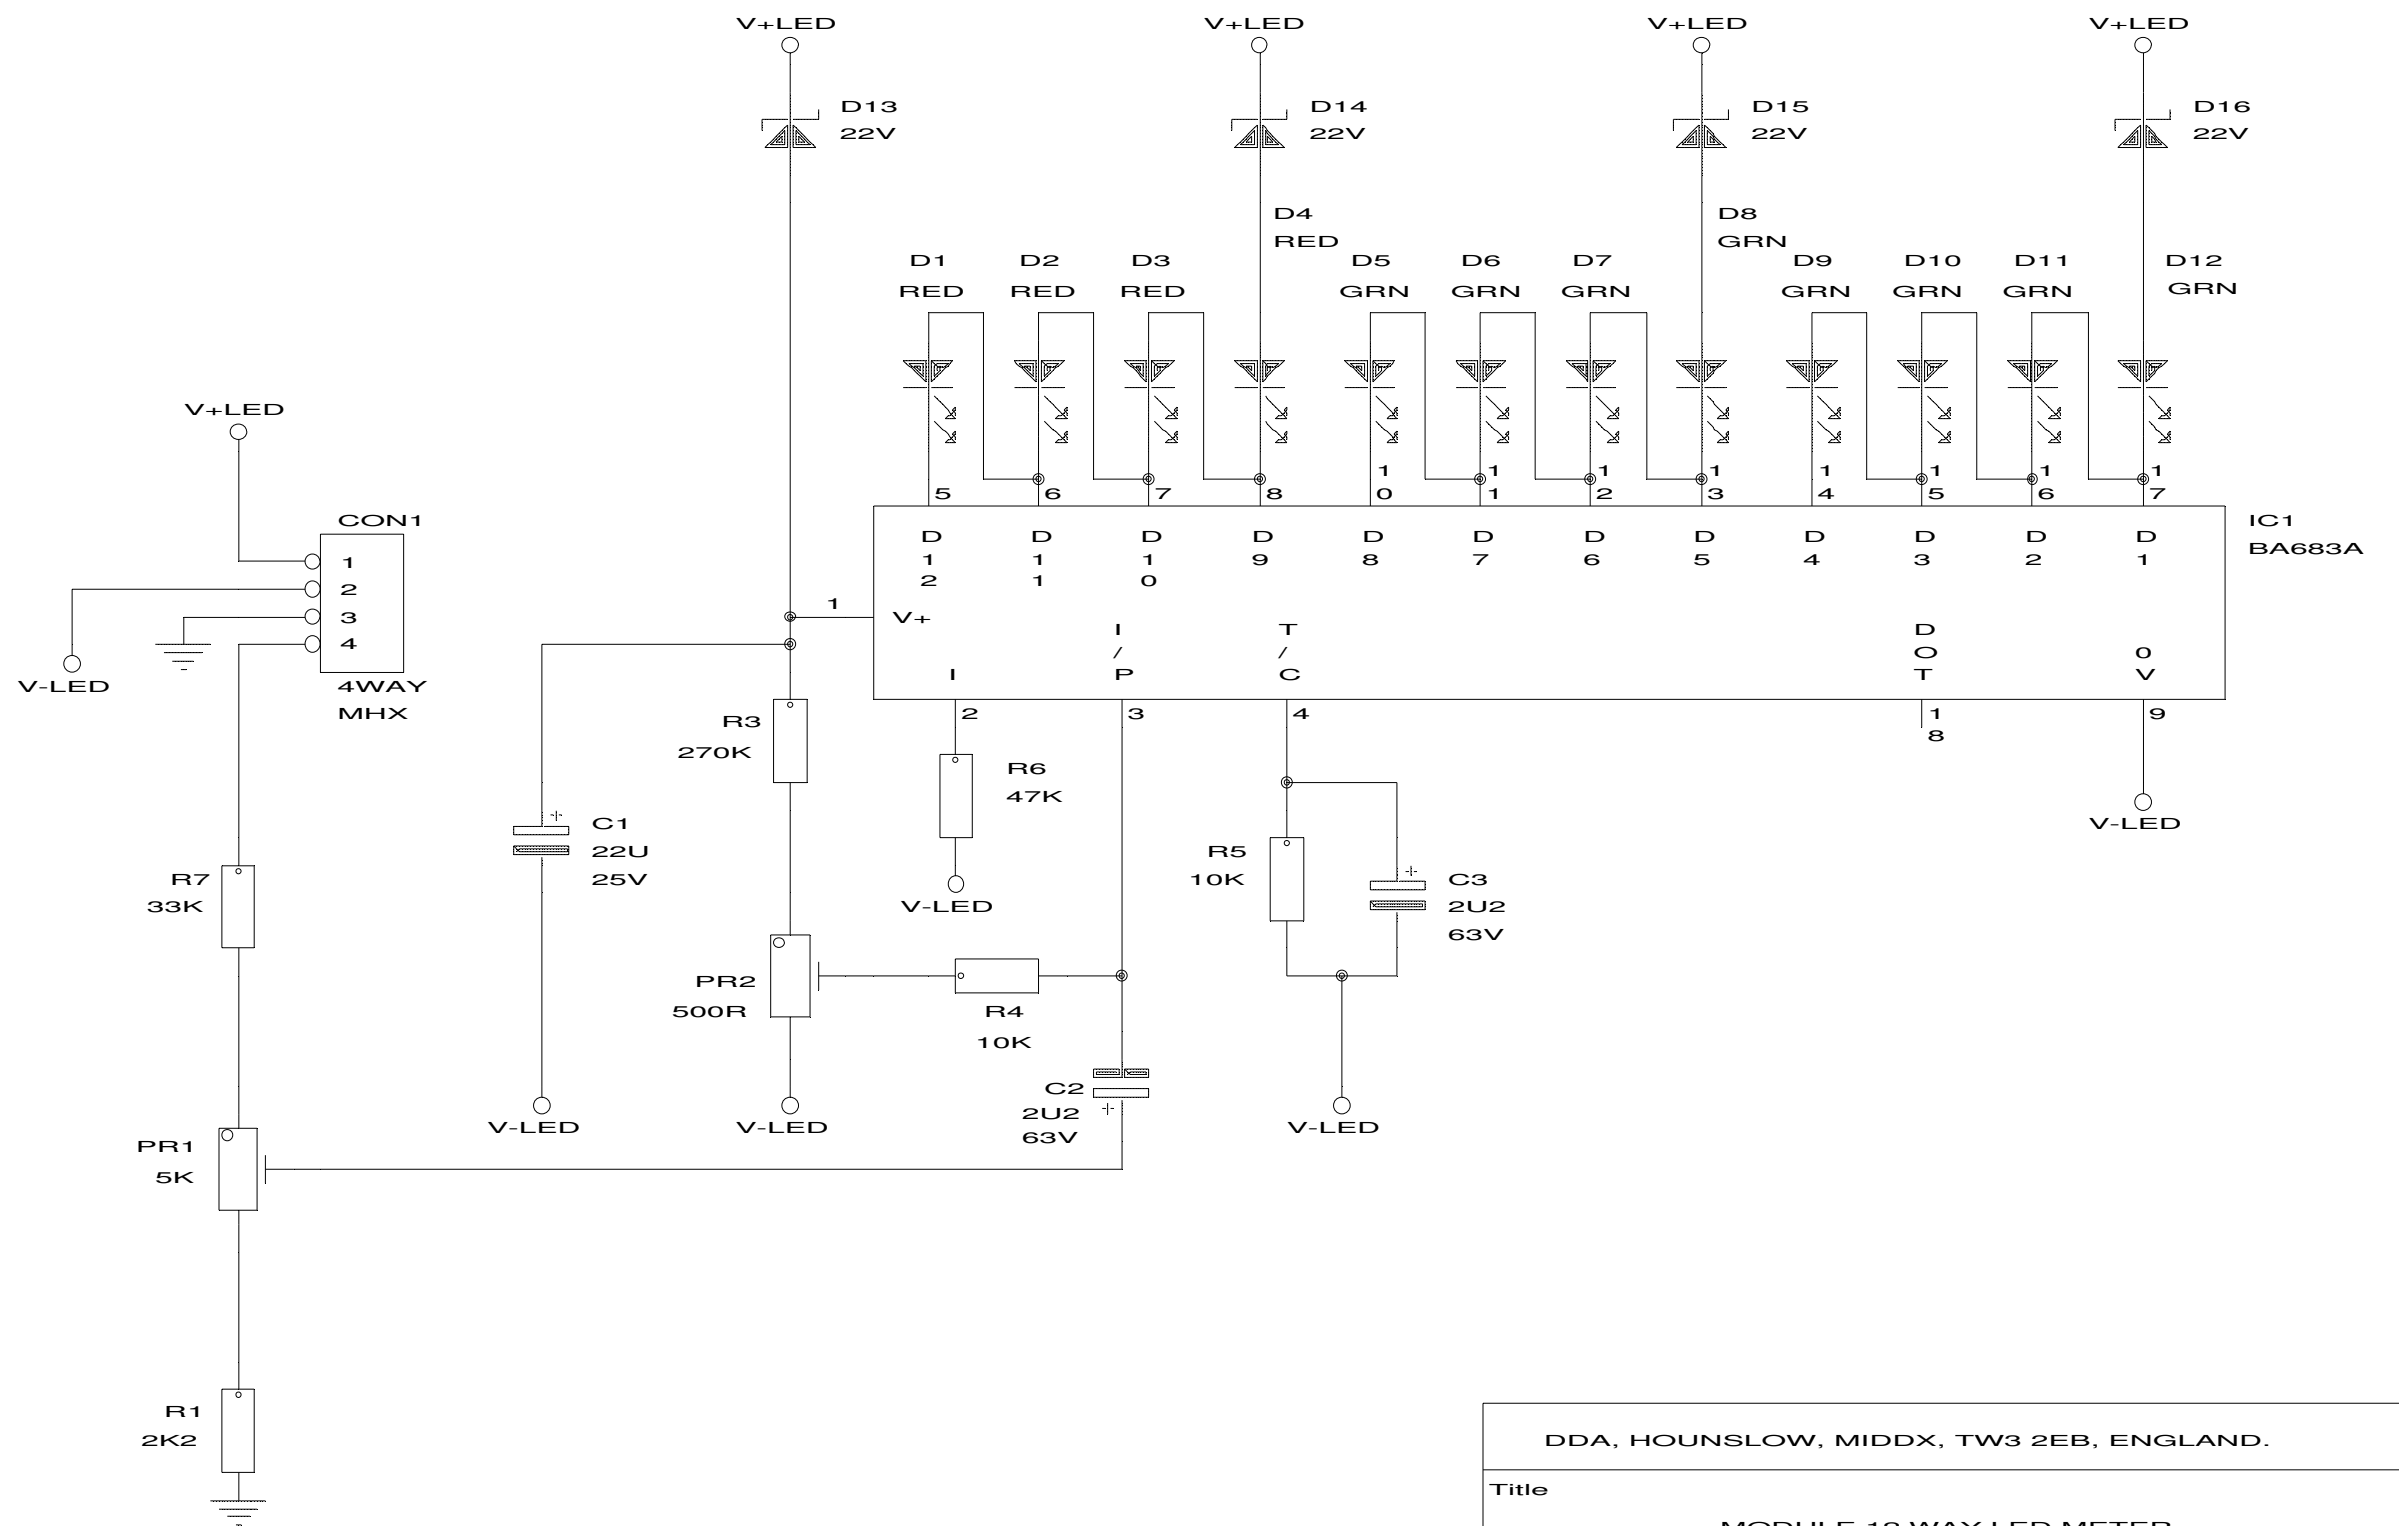 V+LED V+LED V+LED V+LED
D13 D14 D15 D16
22V 22V 22V 22V
D4 D8
RED GRN
D1 D2 D3 D5 D6 D7 D9 D10 D11 D12
RED RED RED GRN GRN GRN GRN GRN GRN GRN
V+LED
5 6 7 8 10 11 12 13 14 15 16 17
CON1
1
2
3
4
4WAY
MHX
V-LED
IC1
BA683A
D12 D11 D10 D9 D8 D7 D6 D5 D4 D3 D2 D1
1
V+
I I/P T/C DOT 0V
2 3 4 18 9
R3
270K
R6
47K
V-LED
V-LED
C1
22U
25V
R5
10K
C3
2U2
63V
R7
33K
PR2
500R
R4
10K
C2
2U2
63V
V-LED V-LED V-LED
PR1
5K
R1
2K2
DDA, HOUNSLOW, MIDDX, TW3 2EB, ENGLAND.
Title